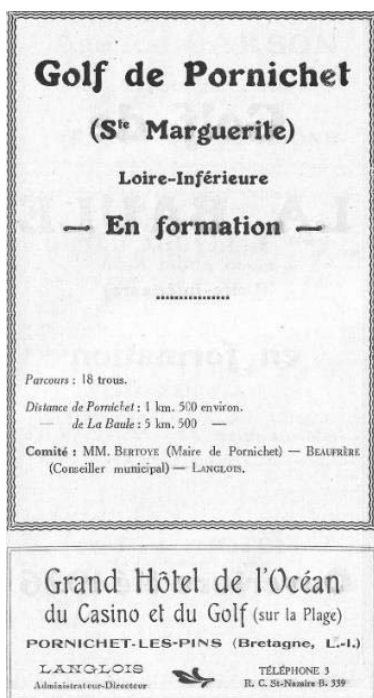 Golf de Pornichet
(Ste Marguerite)
Loire-Inférieure
— En formation —
Parcours : 18 trous.
Distance de Pornichet : 1 km. 500 environ.
— de La Baule : 5 km. 500 —
Comité : MM. BERTOYE (Maire de Pornichet) — BEAUFRÈRE
(Conseiller municipal) — LANGLOIS.
Grand Hôtel de l'Océan
du Casino et du Golf (sur la Plage)
PORNICHET-LES-PINS (Bretagne, L.-I.)
LANGLOIS
Administrateur-Directeur
TÉLÉPHONE 3
R. C. St-Nazaire B. 339